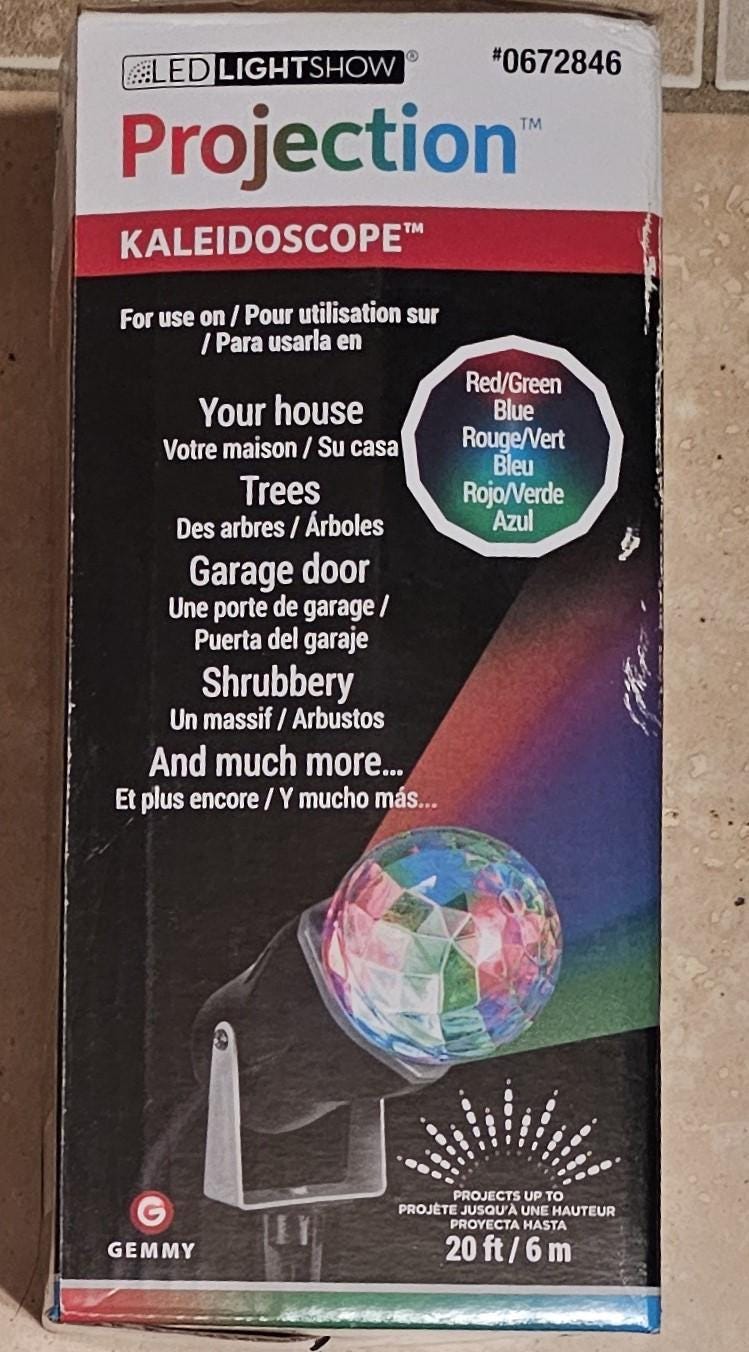 LEDLIGHTSHOW®
#0672846
Projection™
KALEIDOSCOPE™
For use on / Pour utilisation sur
/ Para usarla en
Your house
Votre maison / Su casa
Trees
Des arbres / Árboles
Garage door
Une porte de garage /
Puerta del garaje
Shrubbery
Un massif / Arbustos
And much more...
Et plus encore / Y mucho más...
Red/Green
Blue
Rouge/Vert
Bleu
Rojo/Verde
Azul
G
GEMMY
PROJECTS UP TO
PROJÈTE JUSQU'À UNE HAUTEUR
PROYECTA HASTA
20 ft / 6 m